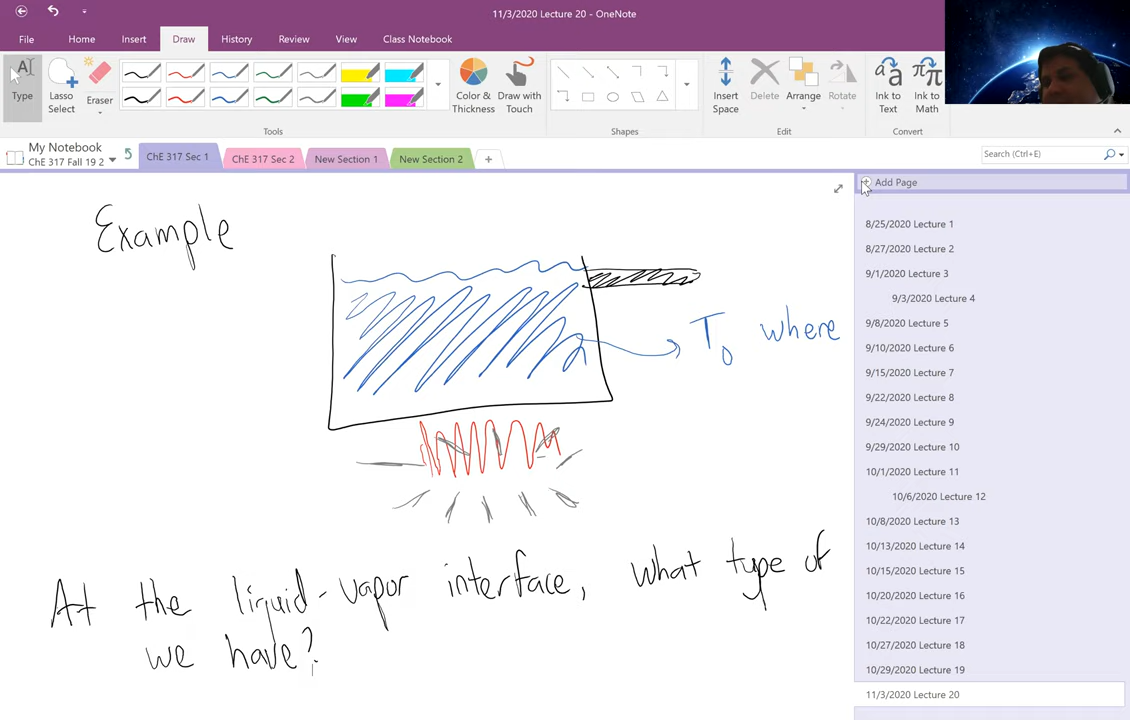 11/3/2020 Lecture 20 - OneNote
File Home Insert Draw History Review View Class Notebook
Type
Lasso Select
Eraser
Color & Thickness
Draw with Touch
Insert Space
Delete
Arrange
Rotate
Ink to Text
Ink to Math
Tools
Shapes
Edit
Convert
My Notebook
ChE 317 Fall 19 2
ChE 317 Sec 1
ChE 317 Sec 2
New Section 1
New Section 2
Search (Ctrl+E)
Add Page
8/25/2020 Lecture 1
8/27/2020 Lecture 2
9/1/2020 Lecture 3
9/3/2020 Lecture 4
9/8/2020 Lecture 5
9/10/2020 Lecture 6
9/15/2020 Lecture 7
9/22/2020 Lecture 8
9/24/2020 Lecture 9
9/29/2020 Lecture 10
10/1/2020 Lecture 11
10/6/2020 Lecture 12
10/8/2020 Lecture 13
10/13/2020 Lecture 14
10/15/2020 Lecture 15
10/20/2020 Lecture 16
10/22/2020 Lecture 17
10/27/2020 Lecture 18
10/29/2020 Lecture 19
11/3/2020 Lecture 20
Example
T0 where
At the liquid-vapor interface, what type of
we have?